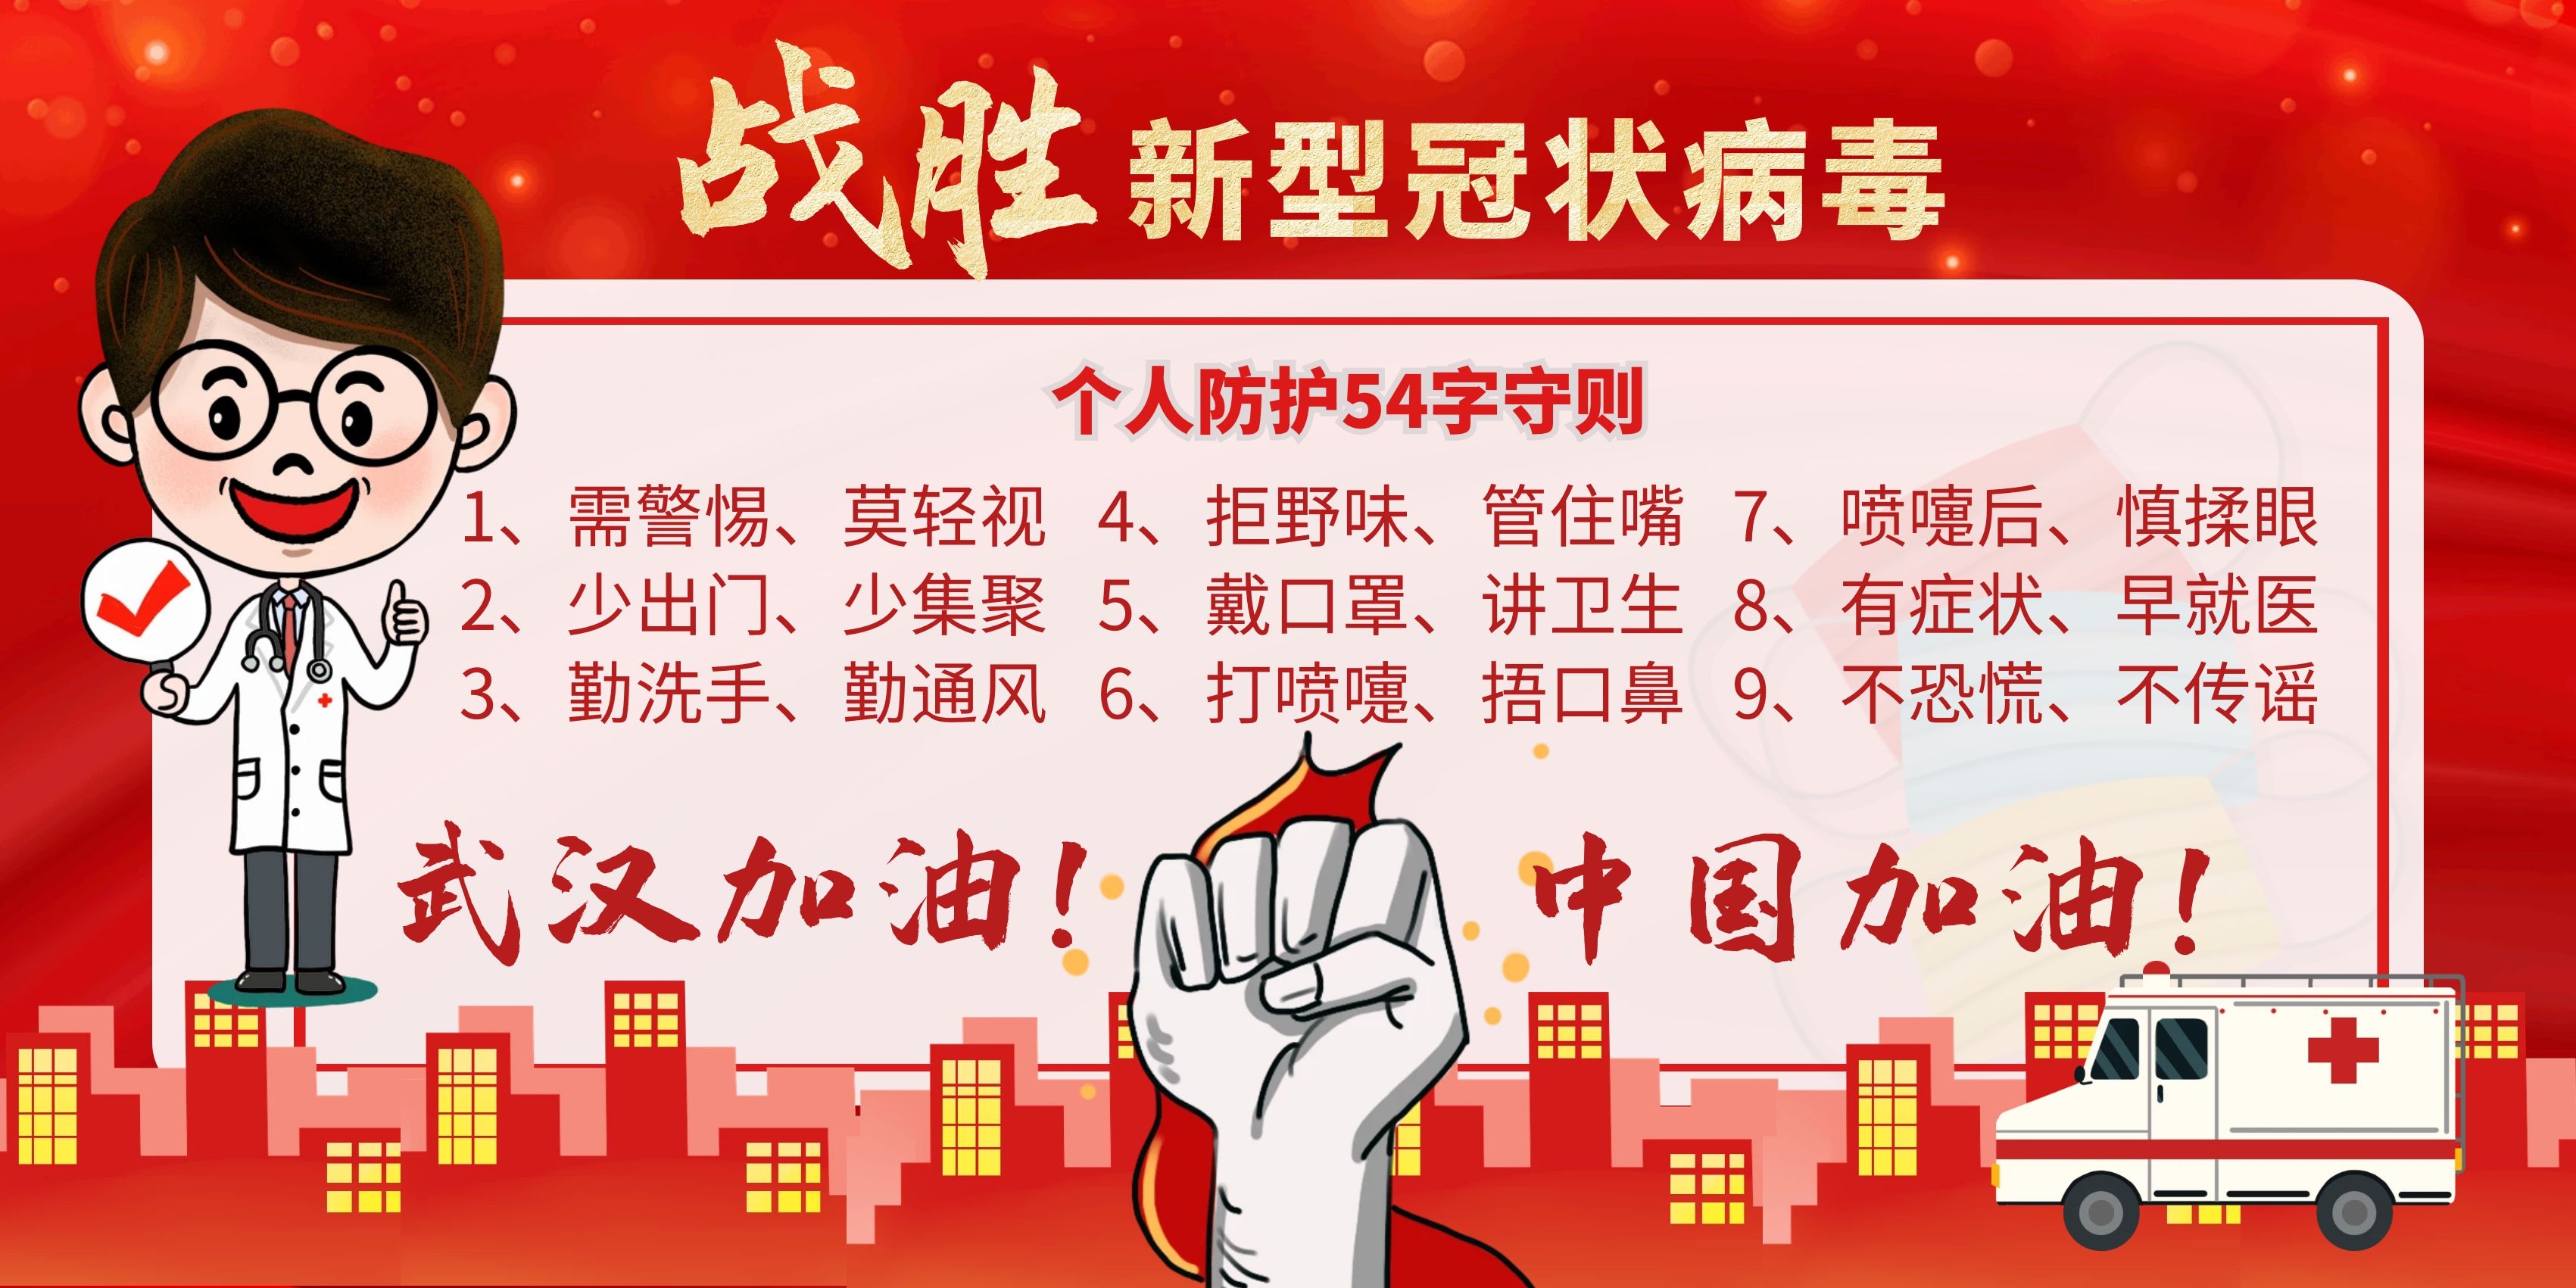 战胜新型冠状病毒
个人防护54字守则
1、需警惕、莫轻视
2、少出门、少集聚
3、勤洗手、勤通风
4、拒野味、管住嘴
5、戴口罩、讲卫生
6、打喷嚏、捂口鼻
7、喷嚏后、慎揉眼
8、有症状、早就医
9、不恐慌、不传谣
武汉加油！
中国加油！